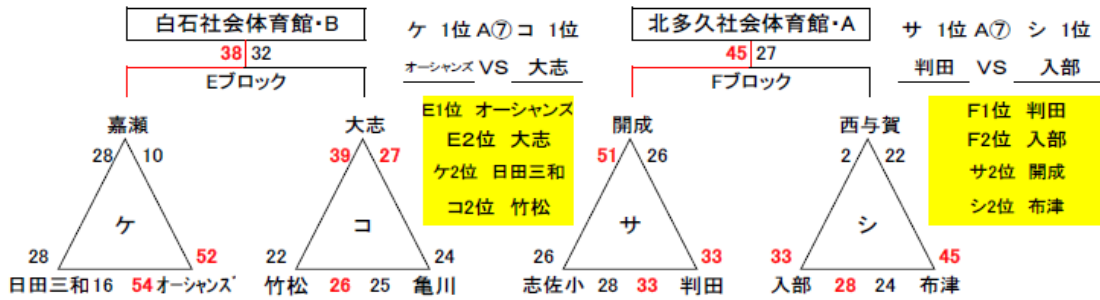 白石社会体育館・B
ケ 1位 A⑦ コ 1位
北多久社会体育館・A
サ 1位 A⑦ シ 1位
38 32
オーシャンズ VS 大志
45 27
判田 VS 入部
Eブロック
Fブロック
E1位 オーシャンズ
E2位 大志
ケ2位 日田三和
コ2位 竹松
F1位 判田
F2位 入部
サ2位 開成
シ2位 布津
嘉瀬
大志
開成
西与賀
28 10
39 27
51 26
2 22
ケ
コ
サ
シ
28 52
22 24
26 33
33 45
日田三和 16 54 オーシャンズ
竹松 26 25 亀川
志佐小 28 33 判田
入部 28 24 布津